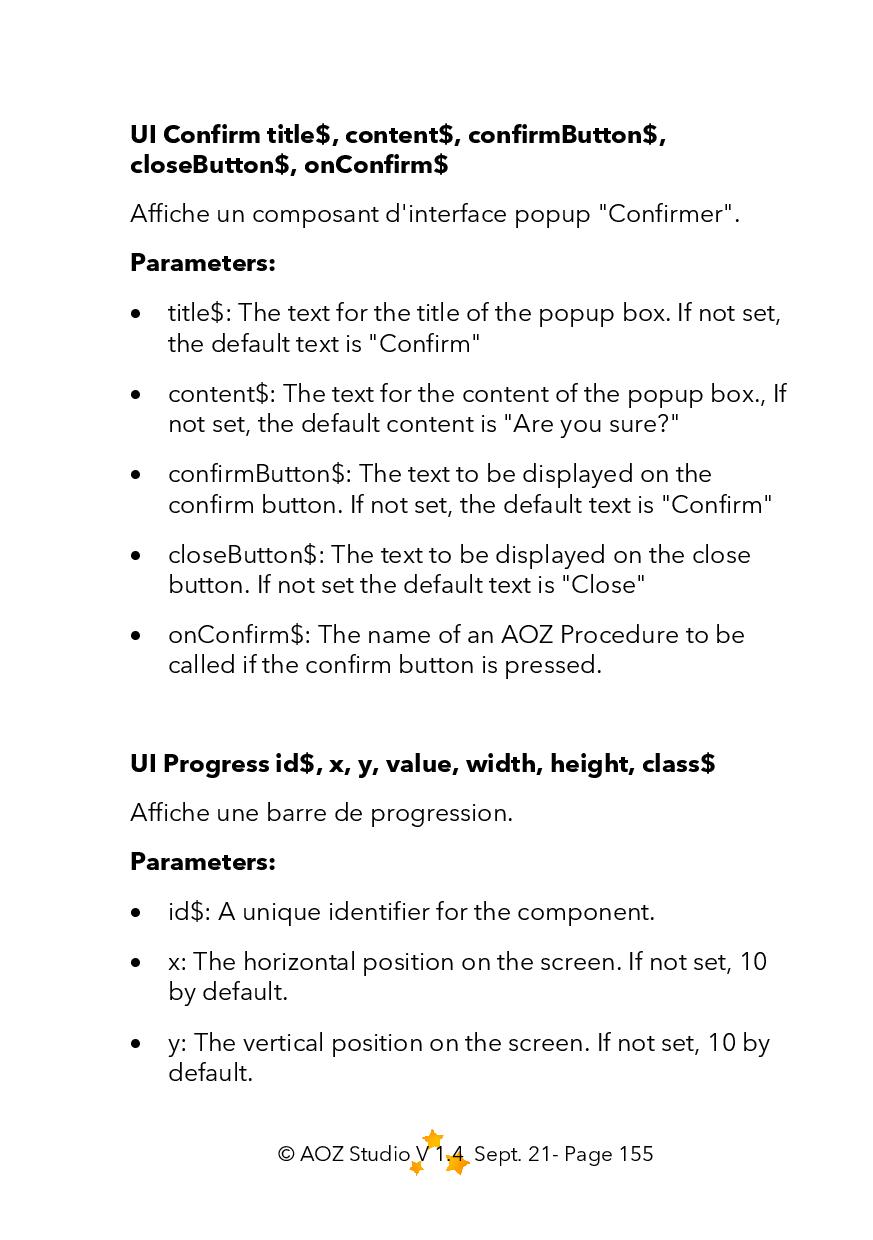 UI Confirm title$, content$, confirmButton$,
closeButton$, onConfirm$
Affiche un composant d'interface popup "Confirmer".
Parameters:
• title$: The text for the title of the popup box. If not set,
the default text is "Confirm"
• content$: The text for the content of the popup box., If
not set, the default content is "Are you sure?"
• confirmButton$: The text to be displayed on the
confirm button. If not set, the default text is "Confirm"
• closeButton$: The text to be displayed on the close
button. If not set the default text is "Close"
• onConfirm$: The name of an AOZ Procedure to be
called if the confirm button is pressed.
UI Progress id$, x, y, value, width, height, class$
Affiche une barre de progression.
Parameters:
• id$: A unique identifier for the component.
• x: The horizontal position on the screen. If not set, 10
by default.
• y: The vertical position on the screen. If not set, 10 by
default.
© AOZ Studio V 1.4 Sept. 21- Page 155